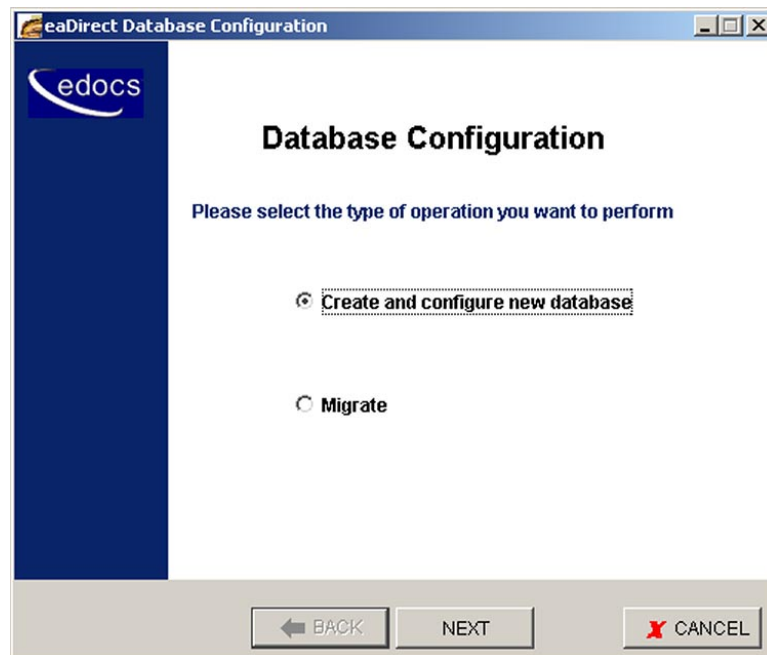 eaDirect Database Configuration
edocs
Database Configuration
Please select the type of operation you want to perform
Create and configure new database
Migrate
BACK NEXT CANCEL